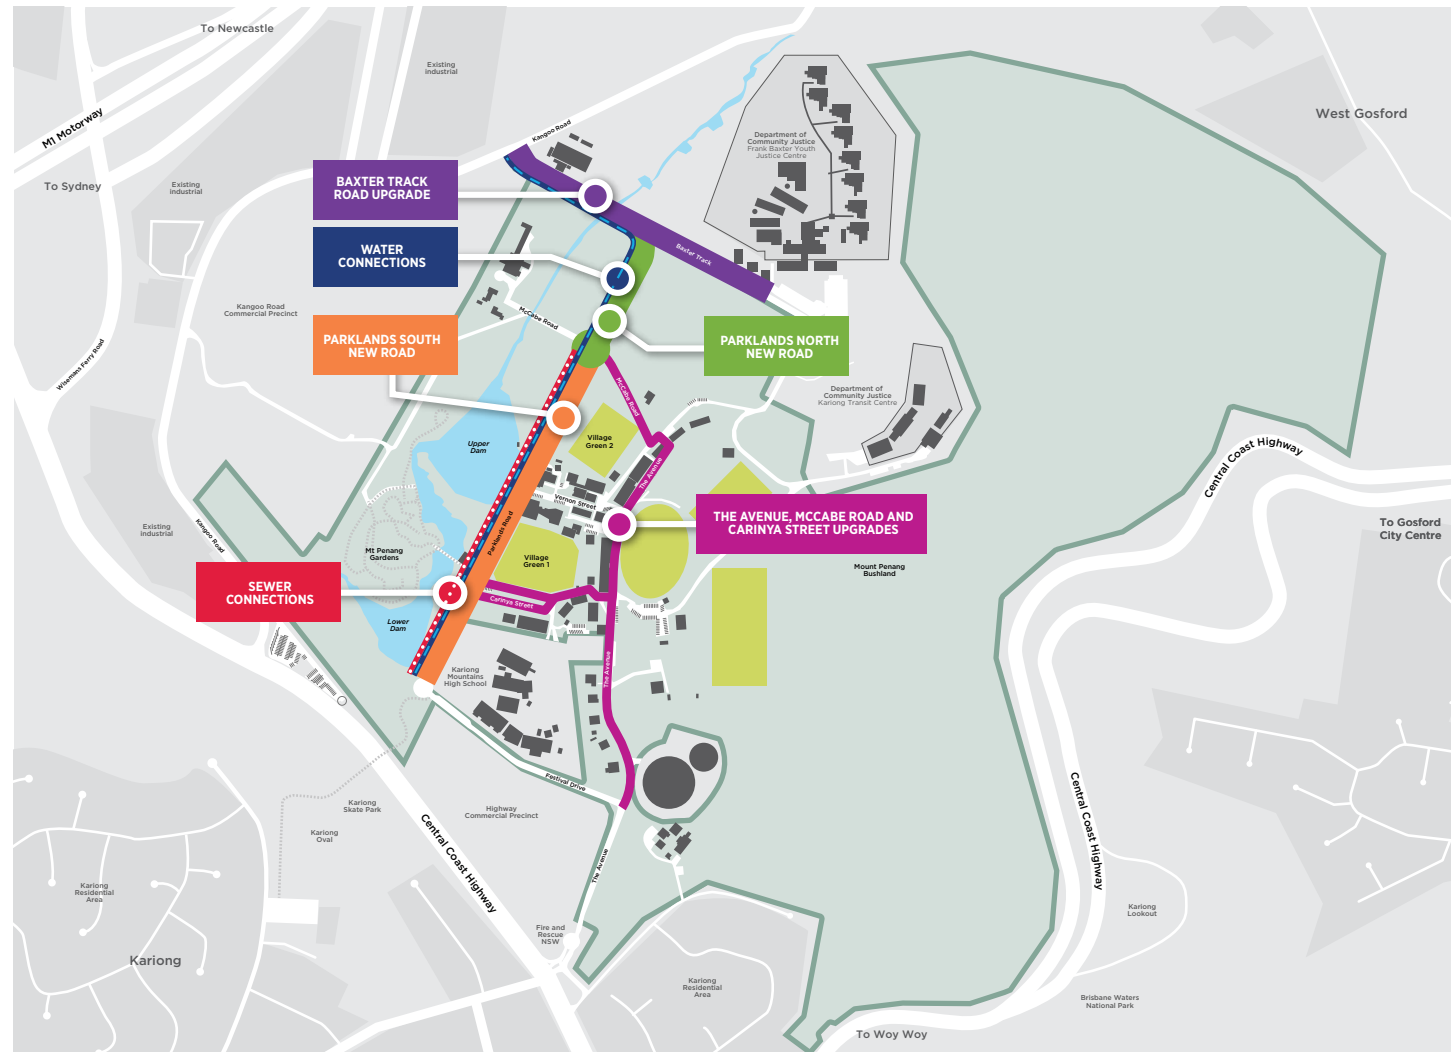 To Newcastle
Existing
industrial
M1 Motorway
West Gosford
Kangoo Road
Department of
Community Justice
Frank Baxter Youth
Justice Centre
To Sydney
Existing
industrial
BAXTER TRACK
ROAD UPGRADE
WATER
CONNECTIONS
Baxter Track
Kangoo Road
Commercial Precinct
McCabe Road
PARKLANDS SOUTH
NEW ROAD
PARKLANDS NORTH
NEW ROAD
Wisemans Ferry Road
McCabe Road
Department of
Community Justice
Kariong Transit Centre
Upper
Dam
Village
Green 2
Central Coast Highway
The Avenue
Vernon Street
THE AVENUE, MCCABE ROAD AND
CARINYA STREET UPGRADES
Existing
industrial
Kangoo Road
Parklands Road
To Gosford
City Centre
Mt Penang
Gardens
Village
Green 1
Mount Penang
Bushland
SEWER
CONNECTIONS
Carinya Street
Lower
Dam
Kariong
Mountains
High School
The Avenue
Festival Drive
Kariong
Skate Park
Highway
Commercial Precinct
Kariong
Oval
Central Coast Highway
Central Coast Highway
The Avenue
Kariong
Residential
Area
Kariong
Lookout
Fire and
Rescue
NSW
Kariong
Kariong
Residential
Area
Brisbane Waters
National Park
To Woy Woy